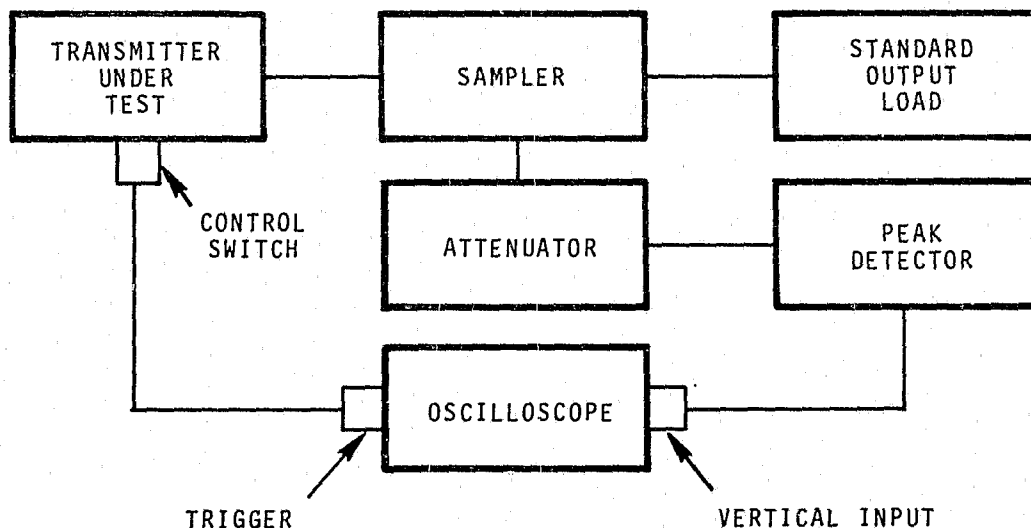 TRANSMITTER
UNDER
TEST
SAMPLER
STANDARD
OUTPUT
LOAD
CONTROL
SWITCH
ATTENUATOR
PEAK
DETECTOR
OSCILLOSCOPE
TRIGGER
VERTICAL INPUT